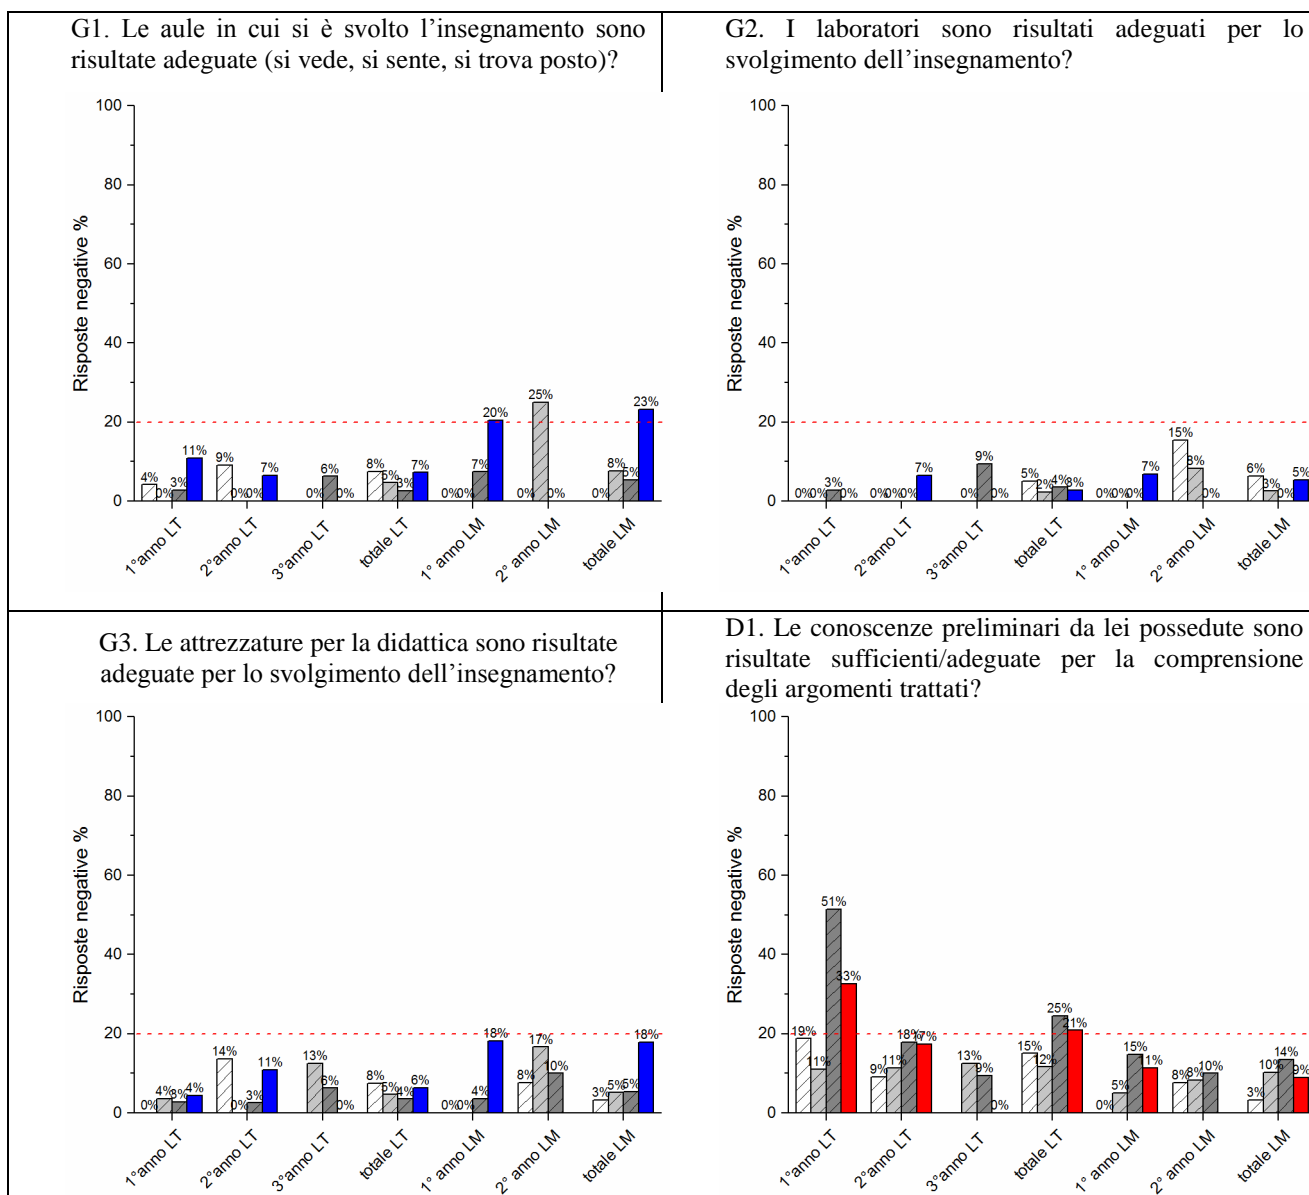 G1. Le aule in cui si è svolto l'insegnamento sono
risultate adeguate (si vede, si sente, si trova posto)?
100
80
60
40
20
0
Risposte negative %
4% 0% 3% 11%
9% 0% 0% 7%
0% 6% 0%
8% 5% 3% 7%
0% 0% 7% 20%
0% 25% 0%
0% 8% 5% 23%
1°anno LT
2°anno LT
3°anno LT
totale LT
1° anno LM
2° anno LM
totale LM
G2. I laboratori sono risultati adeguati per lo
svolgimento dell'insegnamento?
100
80
60
40
20
0
Risposte negative %
0% 0% 3% 0%
0% 0% 0% 7%
0% 9% 0%
5% 2% 4% 3%
0% 0% 0% 7%
15% 8% 0%
6% 3% 0% 5%
1°anno LT
2°anno LT
3°anno LT
totale LT
1° anno LM
2° anno LM
totale LM
G3. Le attrezzature per la didattica sono risultate
adeguate per lo svolgimento dell'insegnamento?
100
80
60
40
20
0
Risposte negative %
0% 4% 3% 4%
14% 0% 3% 11%
13% 6% 0%
8% 5% 4% 6%
0% 0% 4% 18%
8% 17% 10%
3% 5% 5% 18%
1°anno LT
2°anno LT
3°anno LT
totale LT
1° anno LM
2° anno LM
totale LM
D1. Le conoscenze preliminari da lei possedute sono
risultate sufficienti/adeguate per la comprensione
degli argomenti trattati?
100
80
60
40
20
0
Risposte negative %
19% 11% 51% 33%
9% 11% 18% 17%
13% 9% 0%
15% 12% 25% 21%
0% 5% 15% 11%
8% 8% 10%
3% 10% 14% 9%
1°anno LT
2°anno LT
3°anno LT
totale LT
1° anno LM
2° anno LM
totale LM